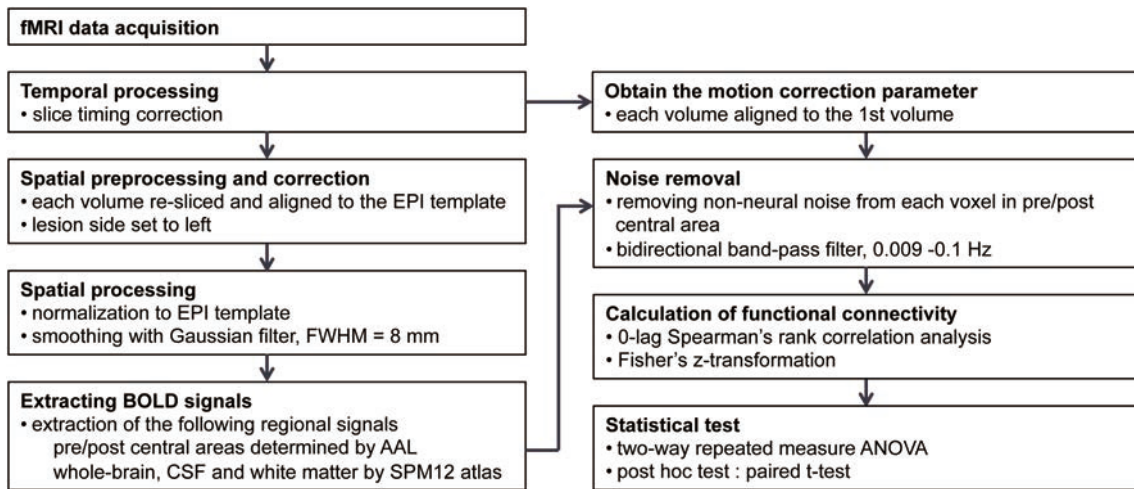 fMRI data acquisition
Temporal processing
• slice timing correction
Spatial preprocessing and correction
• each volume re-sliced and aligned to the EPI template
• lesion side set to left
Spatial processing
• normalization to EPI template
• smoothing with Gaussian filter, FWHM = 8 mm
Extracting BOLD signals
• extraction of the following regional signals
pre/post central areas determined by AAL
whole-brain, CSF and white matter by SPM12 atlas
Obtain the motion correction parameter
• each volume aligned to the 1st volume
Noise removal
• removing non-neural noise from each voxel in pre/post
central area
• bidirectional band-pass filter, 0.009 -0.1 Hz
Calculation of functional connectivity
• 0-lag Spearman's rank correlation analysis
• Fisher's z-transformation
Statistical test
• two-way repeated measure ANOVA
• post hoc test : paired t-test